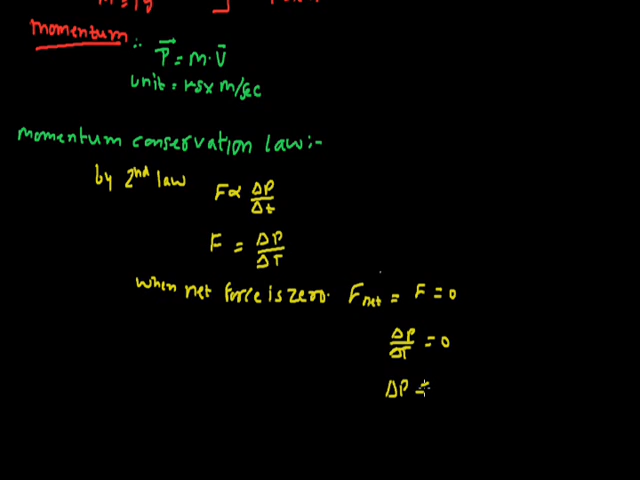 momentum :-
P⃗ = m·v⃗
unit = kg x m/sec
momentum conservation law:-
by 2nd law F ∝ ΔP/Δt
F = ΔP/ΔT
when net force is zero. Fnet = F = 0
ΔP/ΔT = 0
ΔP =